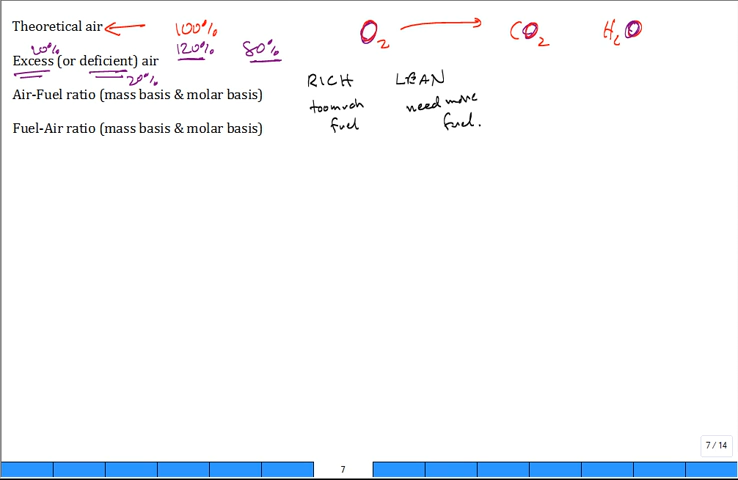 Theoretical air 100% O2 CO2 H2O
20% 120% 80%
Excess (or deficient) air
20%
RICH LEAN
Air-Fuel ratio (mass basis & molar basis) too much need more
Fuel-Air ratio (mass basis & molar basis) fuel fuel.
7 / 14
7